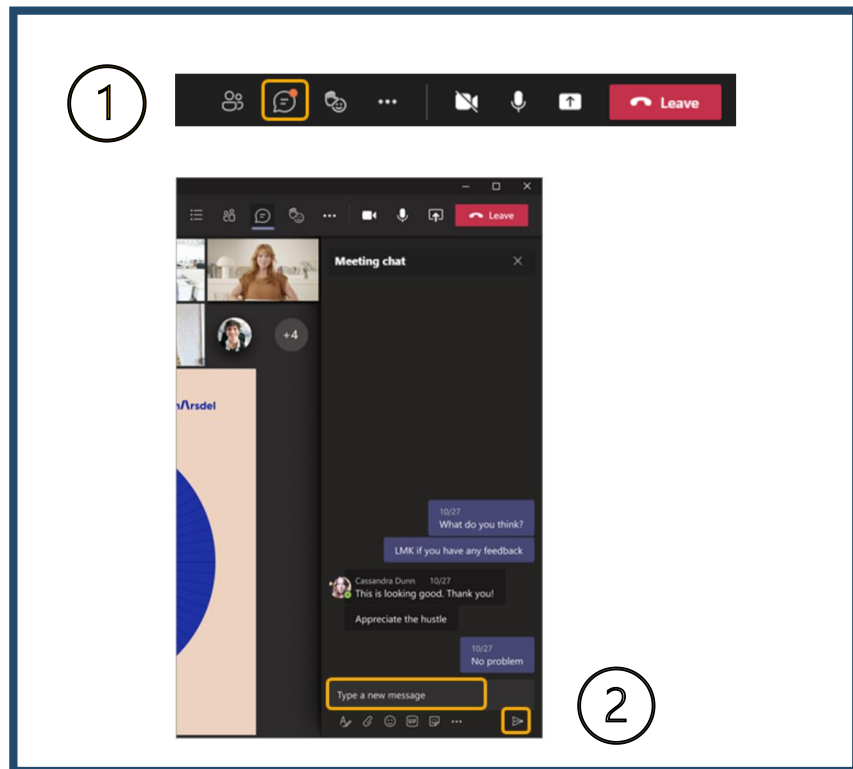 1
Leave
Leave
Meeting chat
+4
10/27
What do you think?
LMK if you have any feedback
Cassandra Dunn 10/27
This is looking good. Thank you!
Appreciate the hustle
10/27
No problem
Type a new message
GIF
2